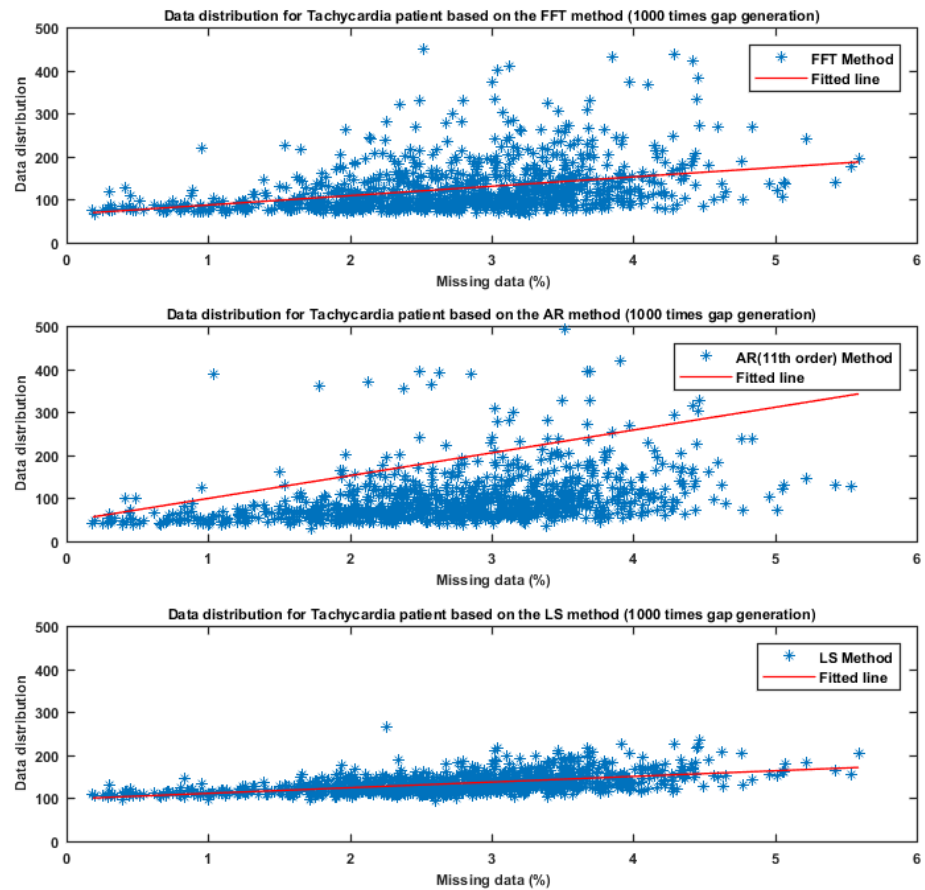 Data distribution for Tachycardia patient based on the FFT method (1000 times gap generation)
500
400
300
200
100
0
Data distribution
FFT Method
Fitted line
0 1 2 3 4 5 6
Missing data (%)
Data distribution for Tachycardia patient based on the AR method (1000 times gap generation)
500
400
300
200
100
0
Data distribution
AR(11th order) Method
Fitted line
0 1 2 3 4 5 6
Missing data (%)
Data distribution for Tachycardia patient based on the LS method (1000 times gap generation)
500
400
300
200
100
0
Data distribution
LS Method
Fitted line
0 1 2 3 4 5 6
Missing data (%)